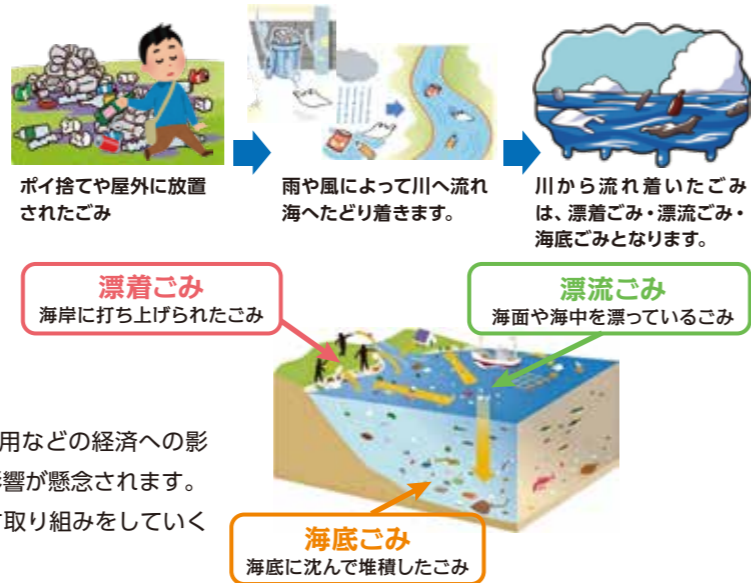 ポイ捨てや屋外に放置
されたごみ
雨や風によって川へ流れ
海へたどり着きます。
川から流れ着いたごみ
は、漂着ごみ・漂流ごみ・
海底ごみとなります。
漂着ごみ
海岸に打ち上げられたごみ
漂流ごみ
海面や海中を漂っているごみ
用などの経済への影
響が懸念されます。
取り組みをしていく
海底ごみ
海底に沈んで堆積したごみ